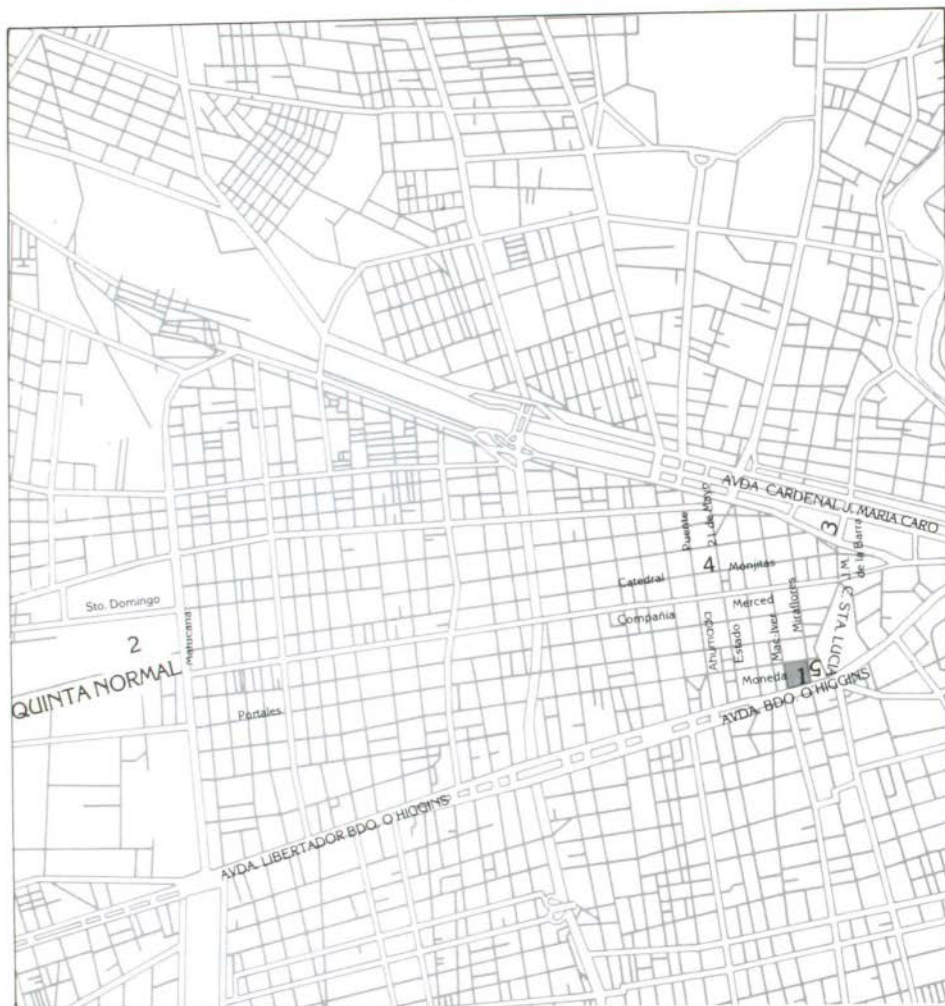 AVDA CARDENAL J. MARIA CARO
Puente
21 de Mayo
3
de la Barra
4
Monjitas
Catedral
Sto. Domingo
Merced
Compañía
Miraflores
Mac-Iver
Estado
Ahumada
C. STA. LUCIA
2
Matucana
QUINTA NORMAL
Moneda
1
5
Portales
AVDA. BDO. O'HIGGINS
AVDA. LIBERTADOR BDO. O'HIGGINS